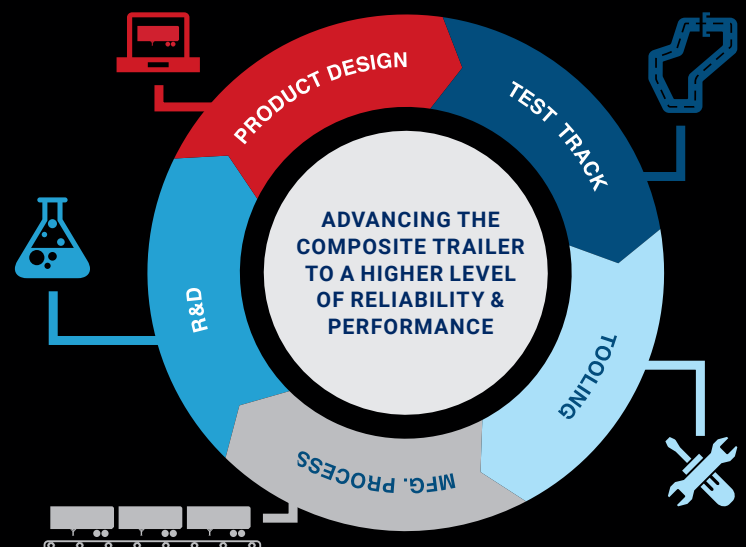 PRODUCT DESIGN
TEST TRACK
TOOLING
MFG. PROCESS
R&D
ADVANCING THE
COMPOSITE TRAILER
TO A HIGHER LEVEL
OF RELIABILITY &
PERFORMANCE